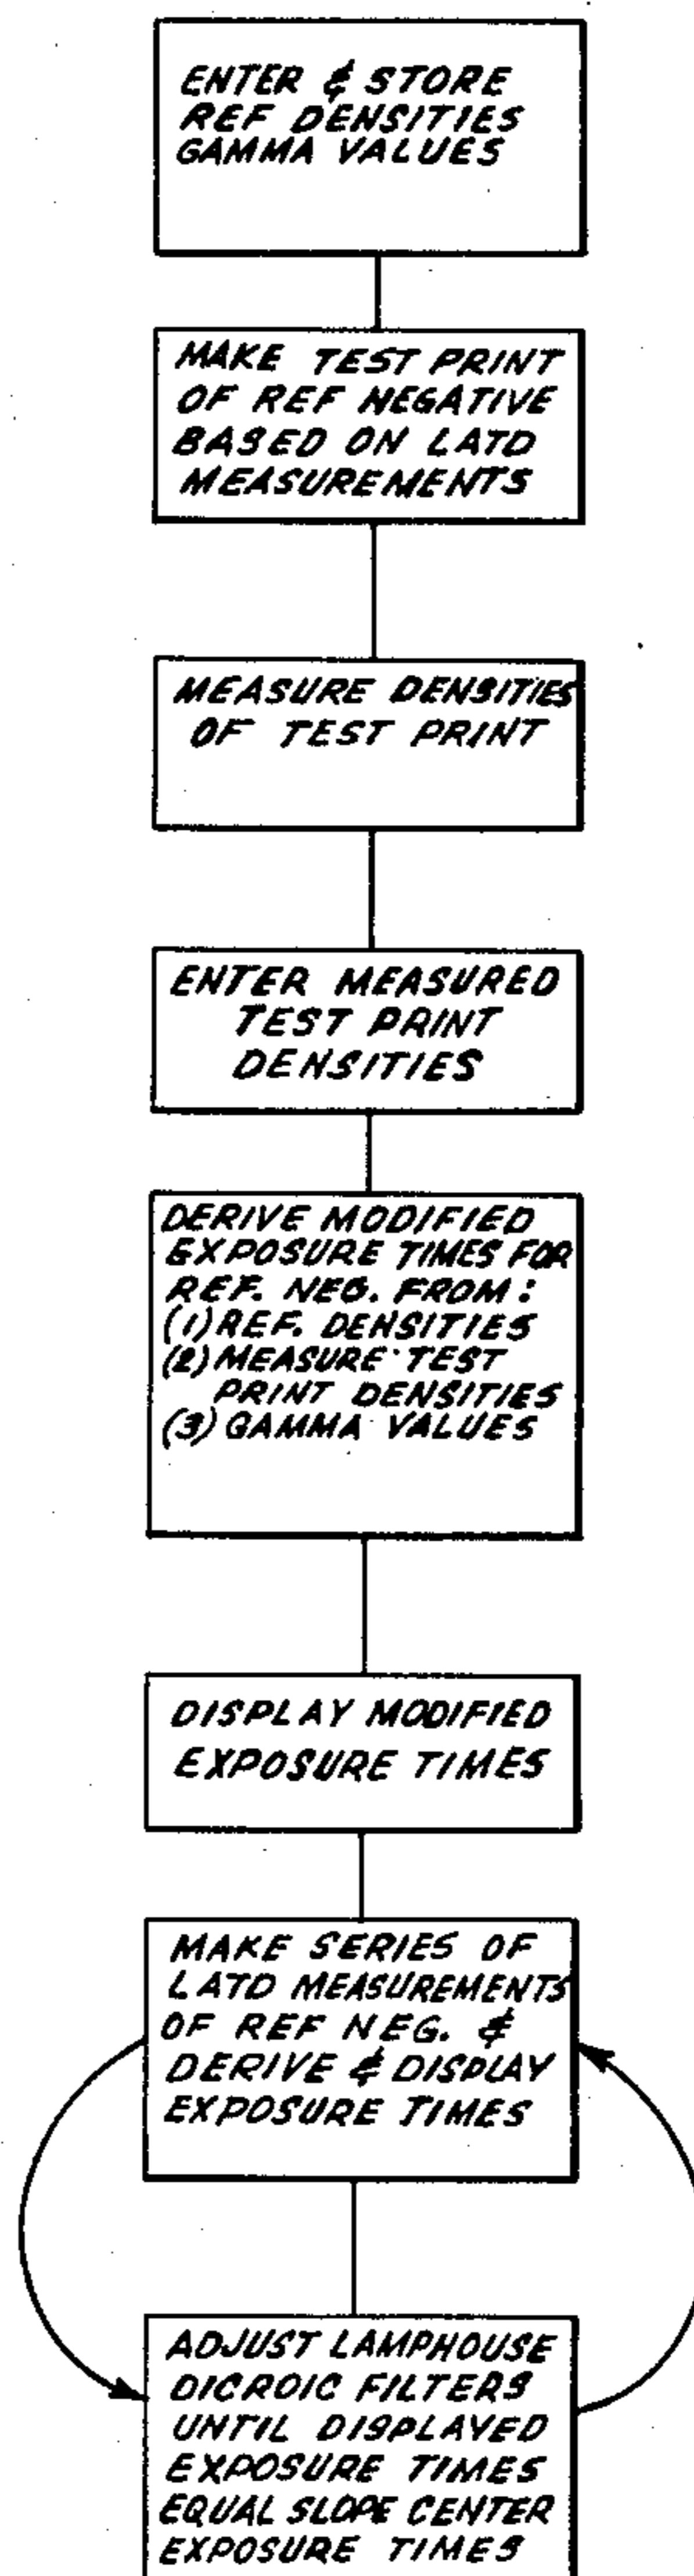 ENTER & STORE
REF DENSITIES
GAMMA VALUES
MAKE TEST PRINT
OF REF NEGATIVE
BASED ON LATD
MEASUREMENTS
MEASURE DENSITIES
OF TEST PRINT
ENTER MEASURED
TEST PRINT
DENSITIES
DERIVE MODIFIED
EXPOSURE TIMES FOR
REF. NEG. FROM:
(1) REF. DENSITIES
(2) MEASURE TEST
PRINT DENSITIES
(3) GAMMA VALUES
DISPLAY MODIFIED
EXPOSURE TIMES
MAKE SERIES OF
LATD MEASUREMENTS
OF REF NEG. &
DERIVE & DISPLAY
EXPOSURE TIMES
ADJUST LAMPHOUSE
DICROIC FILTERS
UNTIL DISPLAYED
EXPOSURE TIMES
EQUAL SLOPE CENTER
EXPOSURE TIMES